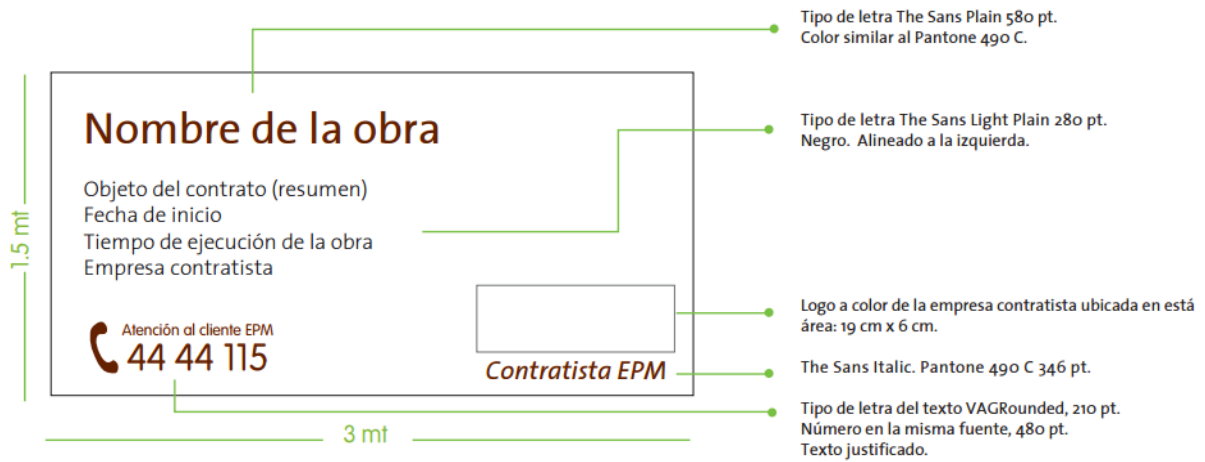 Tipo de letra The Sans Plain 580 pt.
Color similar al Pantone 490 C.
Nombre de la obra
Tipo de letra The Sans Light Plain 280 pt.
Negro. Alineado a la izquierda.
Objeto del contrato (resumen)
Fecha de inicio
Tiempo de ejecución de la obra
Empresa contratista
1.5 mt
Logo a color de la empresa contratista ubicada en está
área: 19 cm x 6 cm.
Atención al cliente EPM
44 44 115
Contratista EPM
The Sans Italic. Pantone 490 C 346 pt.
Tipo de letra del texto VAGRounded, 210 pt.
Número en la misma fuente, 480 pt.
Texto justificado.
3 mt